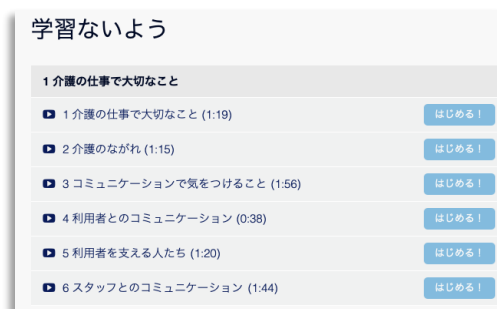 学習ないよう
1 介護の仕事で大切なこと
1 介護の仕事で大切なこと (1:19) はじめる！
2 介護のながれ (1:15) はじめる！
3 コミュニケーションで気をつけること (1:56) はじめる！
4 利用者とのコミュニケーション (0:38) はじめる！
5 利用者を支える人たち (1:20) はじめる！
6 スタッフとのコミュニケーション (1:44) はじめる！